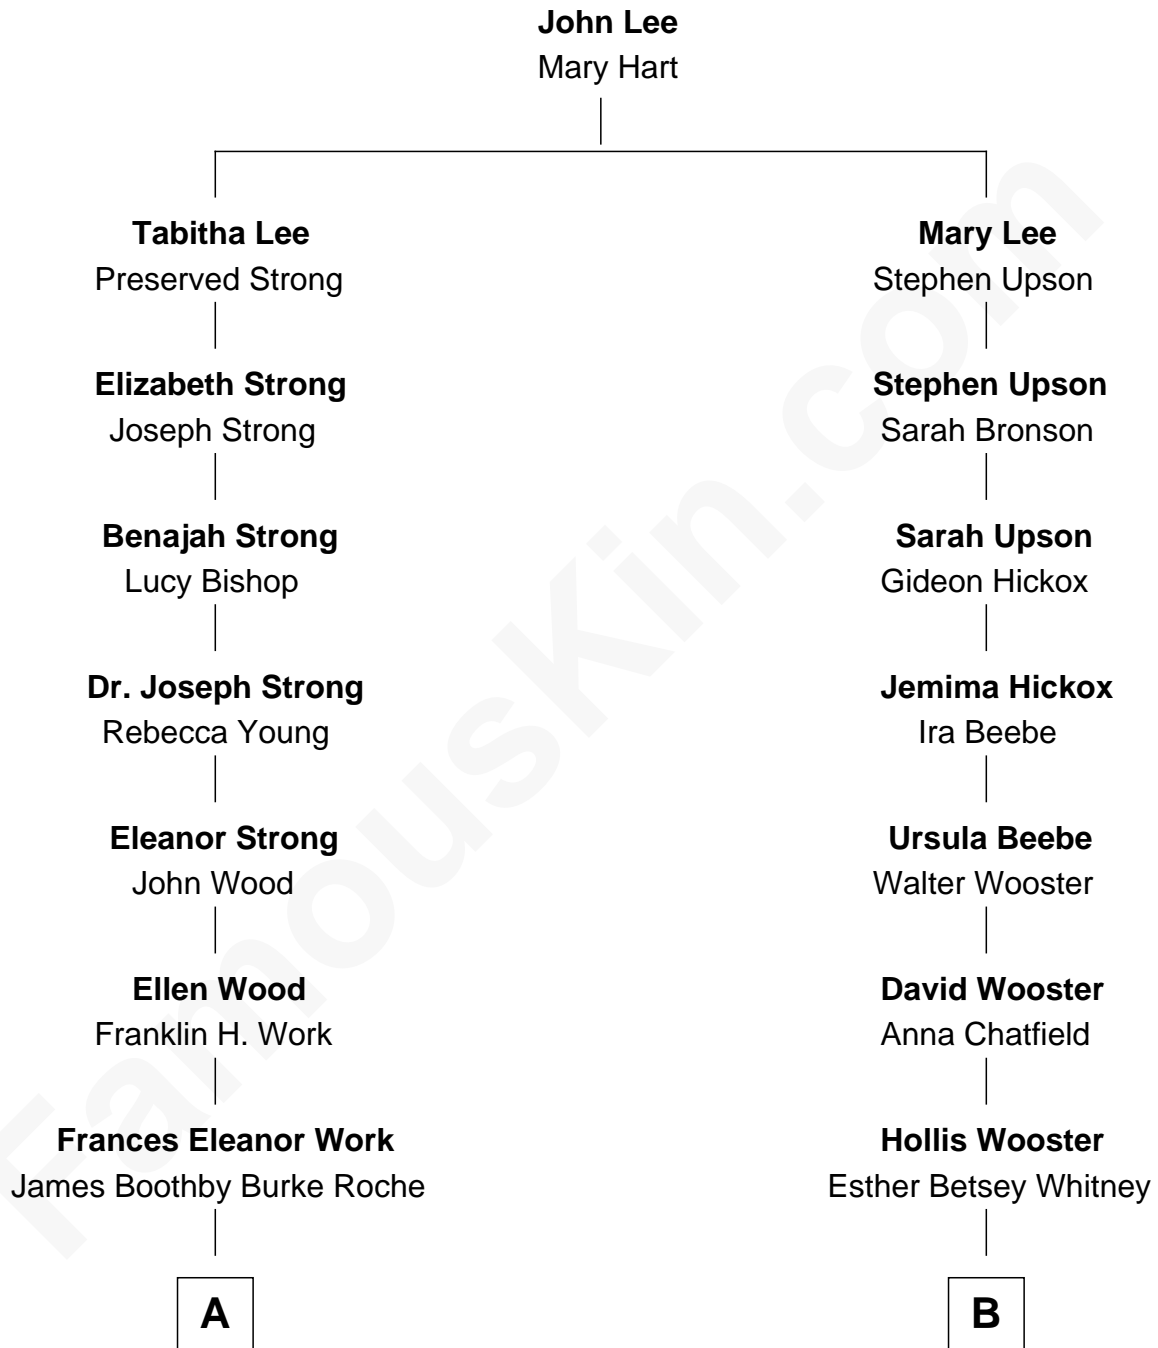 John Lee
Mary Hart
Tabitha Lee
Preserved Strong
Mary Lee
Stephen Upson
Elizabeth Strong
Joseph Strong
Stephen Upson
Sarah Bronson
Benajah Strong
Lucy Bishop
Sarah Upson
Gideon Hickox
Dr. Joseph Strong
Rebecca Young
Jemima Hickox
Ira Beebe
Eleanor Strong
John Wood
Ursula Beebe
Walter Wooster
Ellen Wood
Franklin H. Work
David Wooster
Anna Chatfield
Frances Eleanor Work
James Boothby Burke Roche
Hollis Wooster
Esther Betsey Whitney
A
B
FamousKin.com